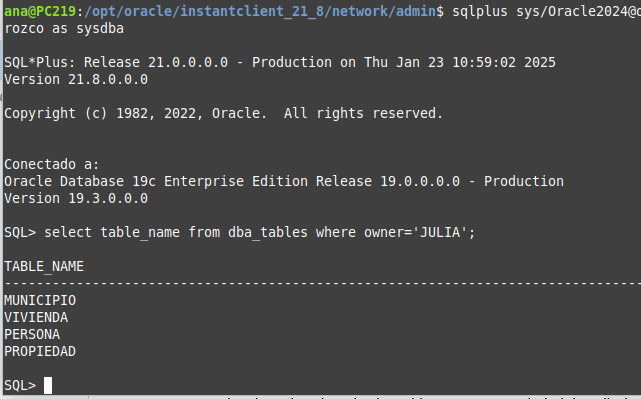 ana@PC219:/opt/oracle/instantclient_21_8/network/admin$ sqlplus sys/Oracle2024@o
rozco as sysdba
SQL*Plus: Release 21.0.0.0.0 - Production on Thu Jan 23 10:59:02 2025
Version 21.8.0.0.0
Copyright (c) 1982, 2022, Oracle.  All rights reserved.
Conectado a:
Oracle Database 19c Enterprise Edition Release 19.0.0.0.0 - Production
Version 19.3.0.0.0
SQL> select table_name from dba_tables where owner='JULIA';
TABLE_NAME
--------------------------------------------------------------------------------
MUNICIPIO
VIVIENDA
PERSONA
PROPIEDAD
SQL>